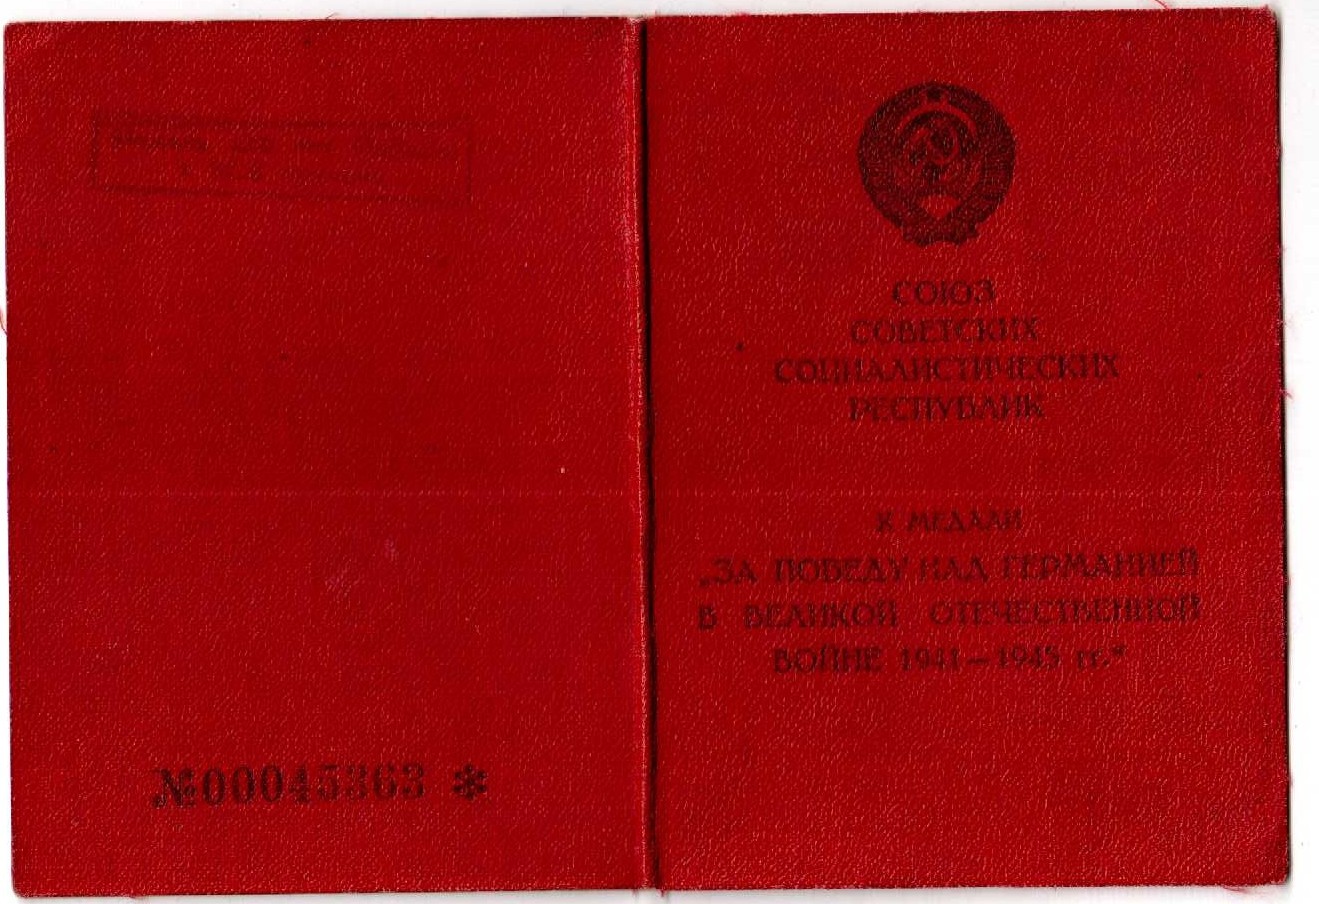 №00045363 *
СОЮЗ
СОВЕТСКИХ
СОЦИАЛИСТИЧЕСКИХ
РЕСПУБЛИК
К МЕДАЛИ
„ЗА ПОБЕДУ НАД ГЕРМАНИЕЙ
В ВЕЛИКОЙ ОТЕЧЕСТВЕННОЙ
ВОЙНЕ 1941—1945 гг.“